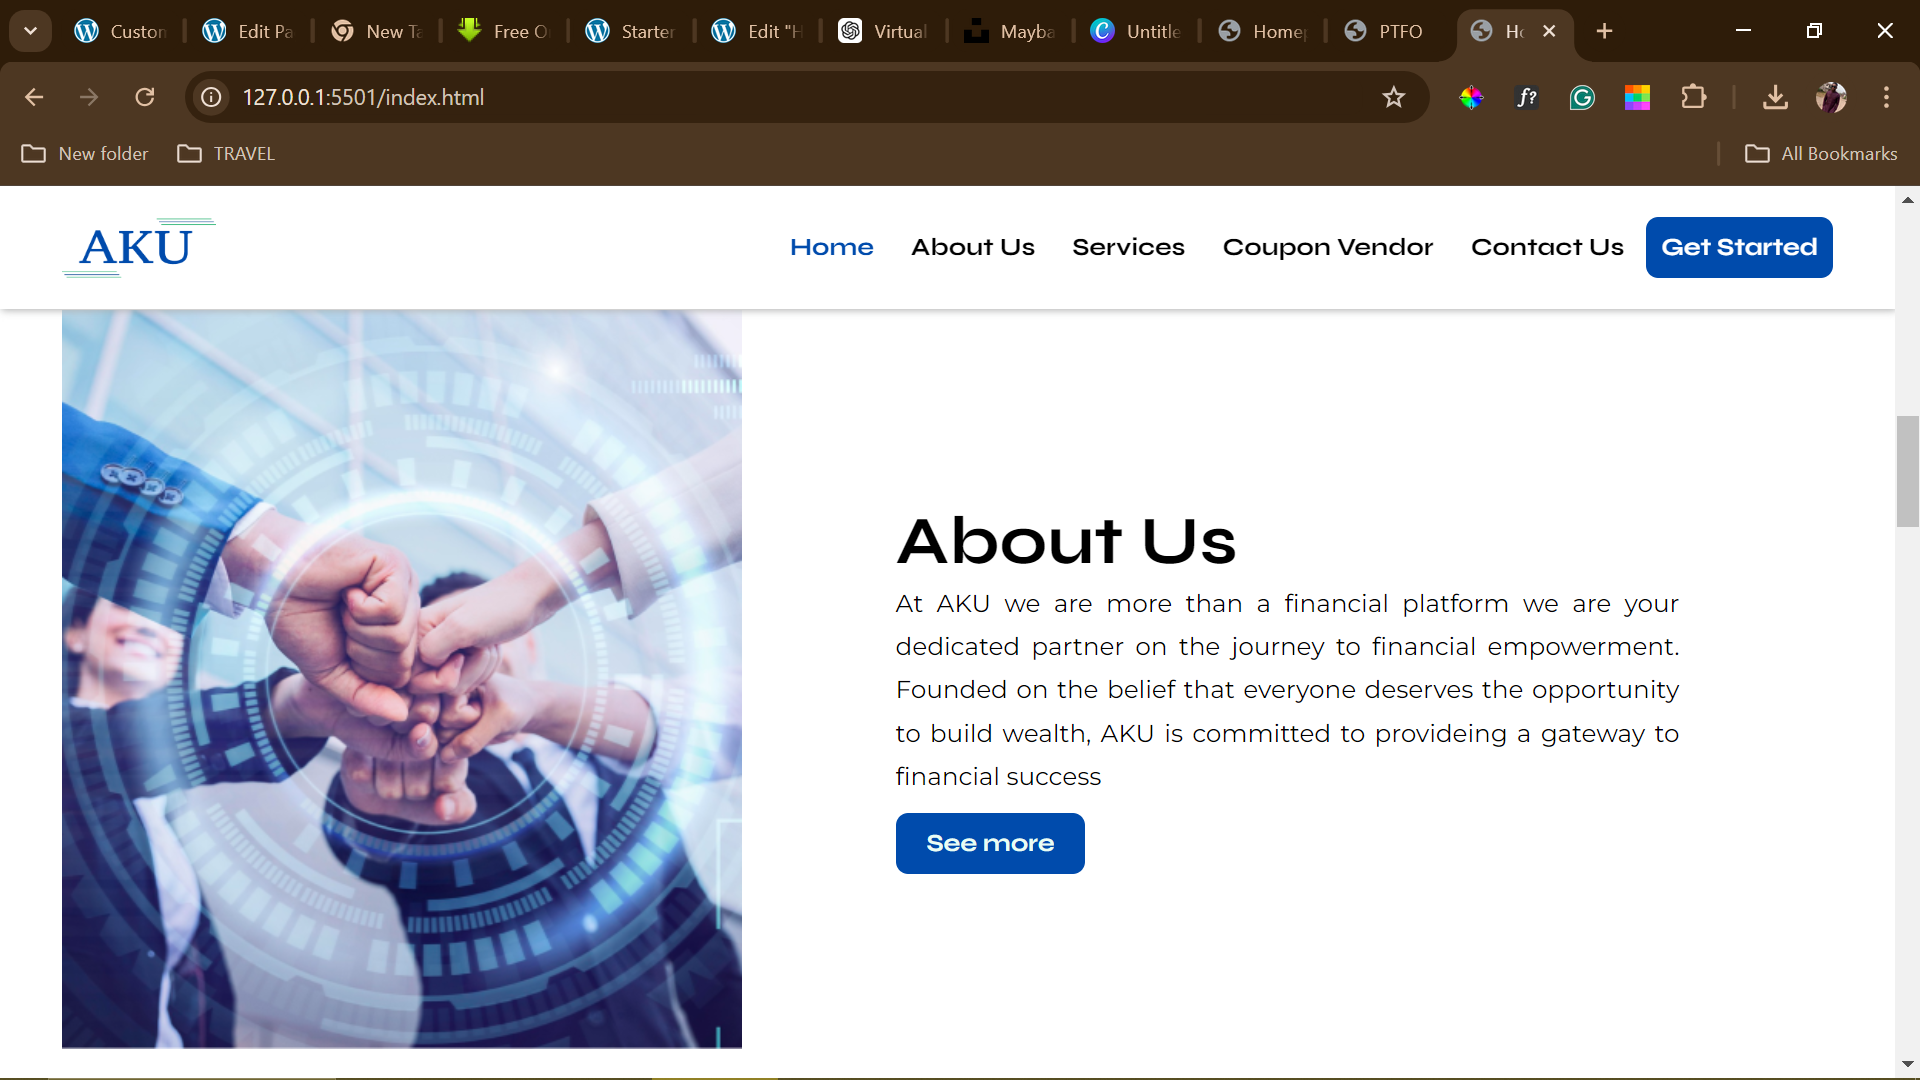 Custon
Edit Pa
New Ta
Free O
Starter
Edit "H
Virtual
Mayba
Untitle
Home
PTFO
Ho
127.0.0.1:5501/index.html
New folder
TRAVEL
All Bookmarks
AKU
Home
About Us
Services
Coupon Vendor
Contact Us
Get Started
About Us
At AKU we are more than a financial platform we are your
dedicated partner on the journey to financial empowerment.
Founded on the belief that everyone deserves the opportunity
to build wealth, AKU is committed to provideing a gateway to
financial success
See more